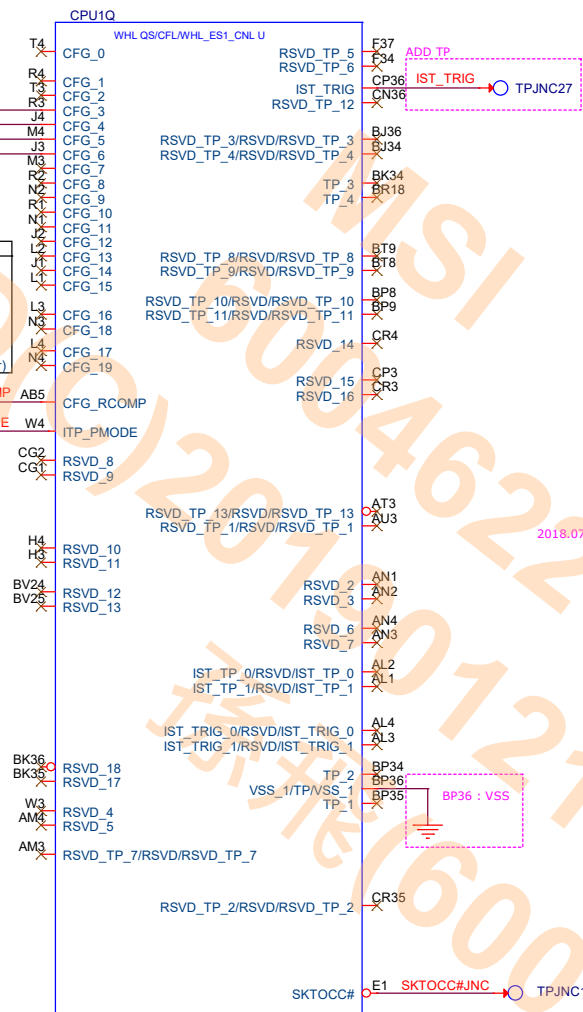 CPU1Q
WHL QS/CFL/WHL_ES1_CNL U
T4 CFG_0
R4 CFG_1
T3 CFG_2
R3 CFG_3
J4 CFG_4
M4 CFG_5
J3 CFG_6
M3 CFG_7
R2 CFG_8
N2 CFG_9
R1 CFG_10
N1 CFG_11
J2 CFG_12
L2 CFG_13
J1 CFG_14
L1 CFG_15
L3 CFG_16
N3 CFG_18
L4 CFG_17
N4 CFG_19
AB5 CFG_RCOMP
W4 ITP_PMODE
CG2 RSVD_8
CG1 RSVD_9
H4 RSVD_10
H3 RSVD_11
BV24 RSVD_12
BV25 RSVD_13
BK36 RSVD_18
BK35 RSVD_17
W3 RSVD_4
AM4 RSVD_5
AM3 RSVD_TP_7/RSVD/RSVD_TP_7
RSVD_TP_5 F37
RSVD_TP_6 F34
IST_TRIG CP36
RSVD_TP_12 CN36
RSVD_TP_3/RSVD/RSVD_TP_3 BJ36
RSVD_TP_4/RSVD/RSVD_TP_4 BJ34
TP_3 BK34
TP_4 BR18
RSVD_TP_8/RSVD/RSVD_TP_8 BT9
RSVD_TP_9/RSVD/RSVD_TP_9 BT8
RSVD_TP_10/RSVD/RSVD_TP_10 BP8
RSVD_TP_11/RSVD/RSVD_TP_11 BP9
RSVD_14 CR4
RSVD_15 CP3
RSVD_16 CR3
RSVD_TP_13/RSVD/RSVD_TP_13 AT3
RSVD_TP_1/RSVD/RSVD_TP_1 AU3
RSVD_2 AN1
RSVD_3 AN2
RSVD_6 AN4
RSVD_7 AN3
IST_TP_0/RSVD/IST_TP_0 AL2
IST_TP_1/RSVD/IST_TP_1 AL1
IST_TRIG_0/RSVD/IST_TRIG_0 AL4
IST_TRIG_1/RSVD/IST_TRIG_1 AL3
TP_2 BP34
VSS_1/TP/VSS_1 BP36
TP_1 BP35
RSVD_TP_2/RSVD/RSVD_TP_2 CR35
SKTOCC# E1
ADD TP
IST_TRIG TPJNC27
2018.07
BP36 : VSS
SKTOCC#JNC TPJNC1
MSI
6004622
(C)20190121
(600